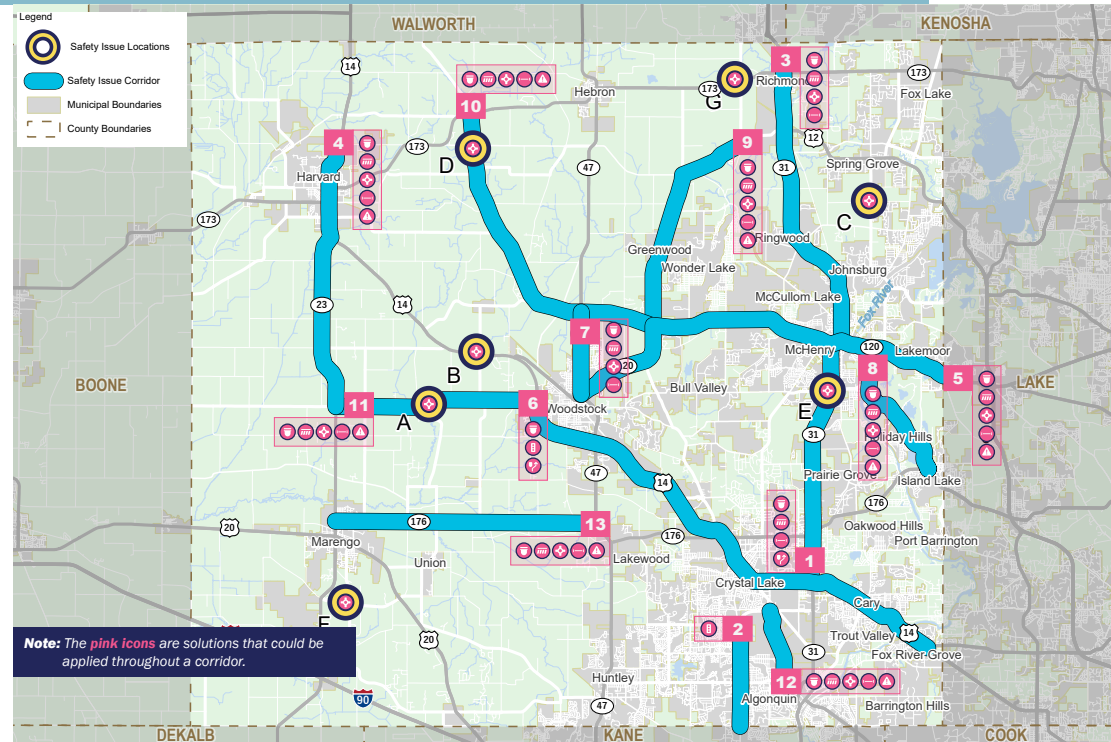 Legend
Safety Issue Locations
Safety Issue Corridor
Municipal Boundaries
County Boundaries
WALWORTH
KENOSHA
14
3
Richmond
173
Fox Lake
10
Hebron
173
G
12
4
173
D
9
Spring Grove
Harvard
47
31
173
C
Greenwood
Ringwood
Wonder Lake
Johnsburg
23
14
McCullom Lake
Fox River
7
McHenry
120
Lakemoor
B
20
8
5
BOONE
Bull Valley
LAKE
11
A
6
Woodstock
E
31
Holiday Hills
47
14
Prairie Grove
Island Lake
176
20
176
13
Oakwood Hills
Marengo
176
Port Barrington
Union
Lakewood
1
Crystal Lake
Cary
2
Trout Valley
14
20
31
Fox River Grove
Note: The pink icons are solutions that could be
applied throughout a corridor.
Huntley
12
90
47
Algonquin
Barrington Hills
DEKALB
KANE
COOK